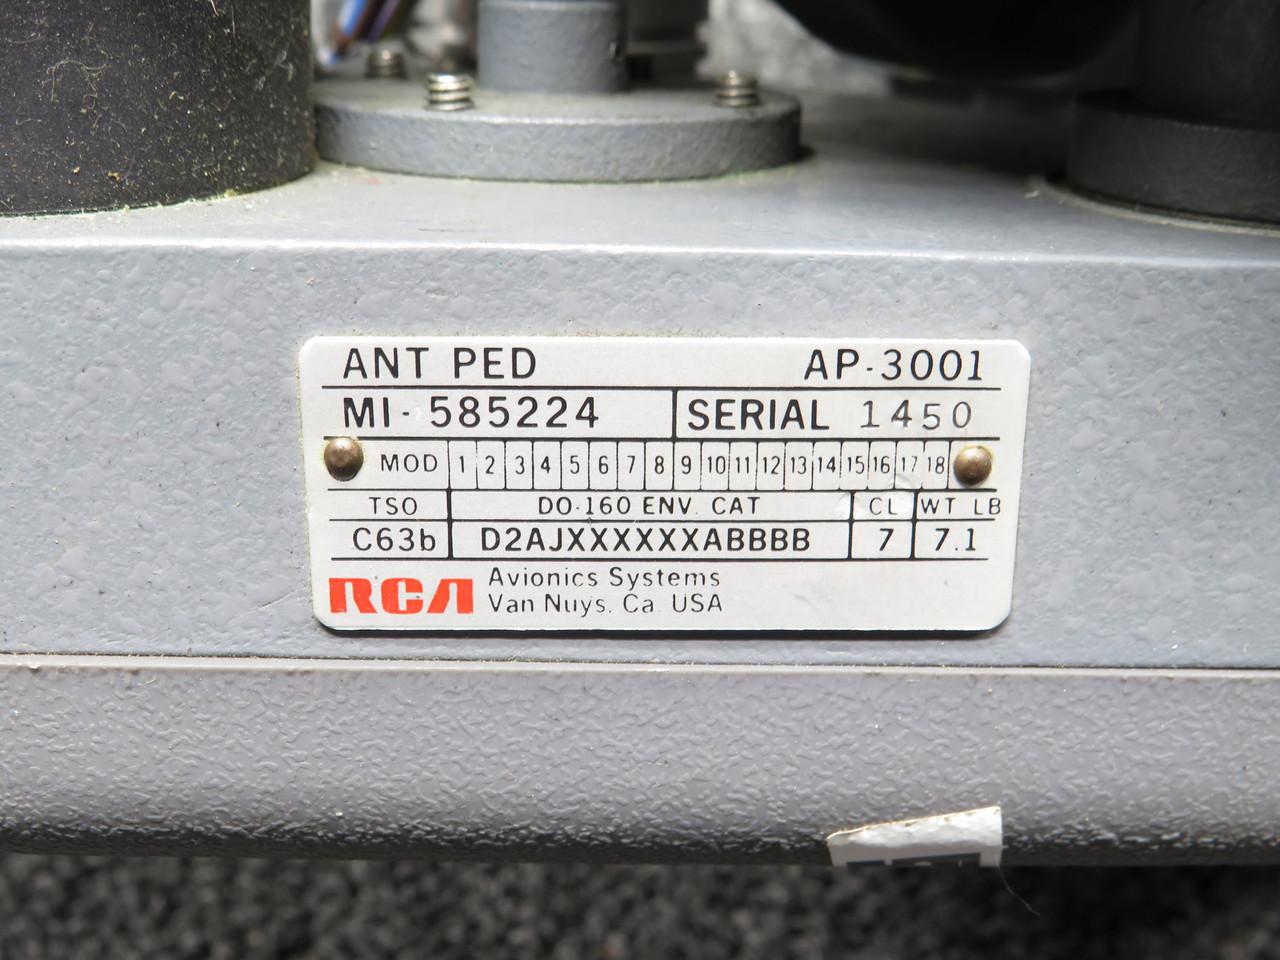 ANT PED AP-3001
MI-585224 SERIAL 1450
MOD 1 2 3 4 5 6 7 8 9 10 11 12 13 14 15 16 17 18
TSO DO-160 ENV. CAT CL WT LB
C63b D2AJXXXXXXABBBB 7 7.1
RCA Avionics Systems
Van Nuys. Ca. USA